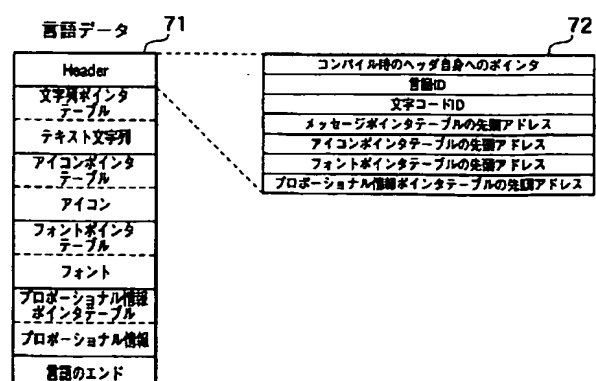 言語データ
71
Header
文字列ポインタ
テーブル
テキスト文字列
アイコンポインタ
テーブル
アイコン
フォントポインタ
テーブル
フォント
プロポーショナル情報
ポインタテーブル
プロポーショナル情報
言語のエンド
72
コンパイル時のヘッダ自身へのポインタ
言語ID
文字コードID
メッセージポインタテーブルの先頭アドレス
アイコンポインタテーブルの先頭アドレス
フォントポインタテーブルの先頭アドレス
プロポーショナル情報ポインタテーブルの先頭アドレス